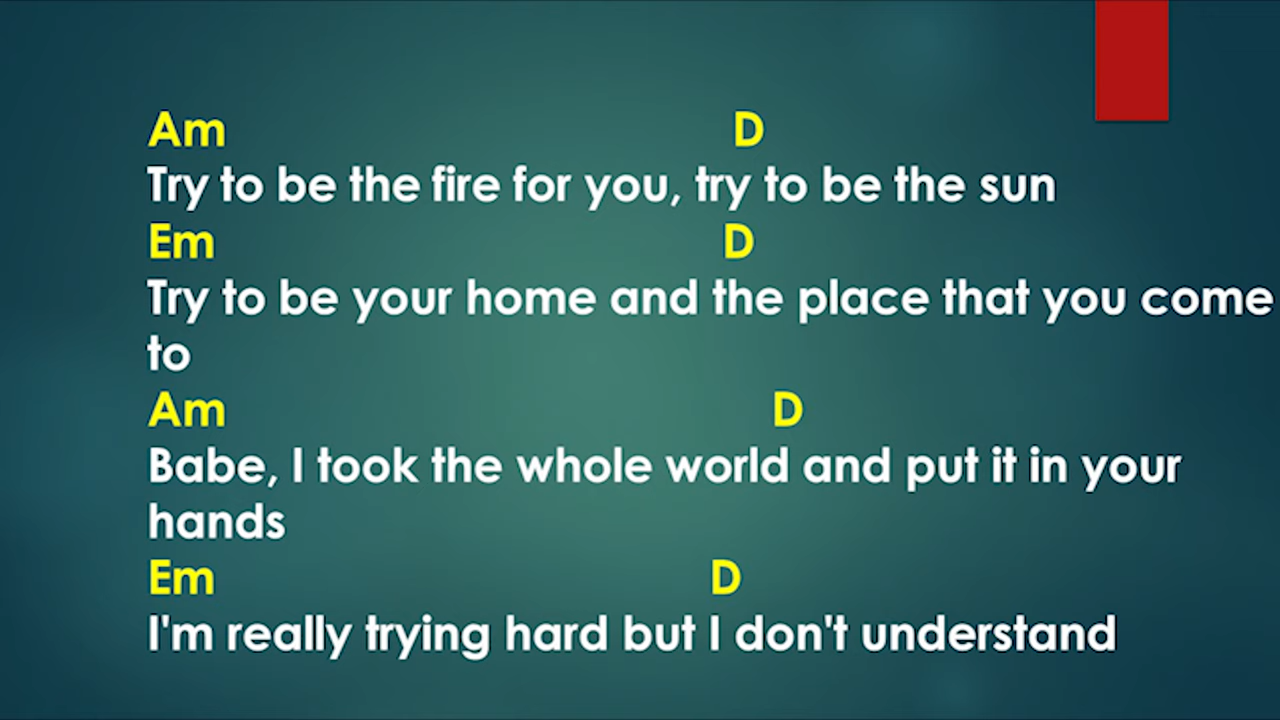 Am D
Try to be the fire for you, try to be the sun
Em D
Try to be your home and the place that you come
to
Am D
Babe, I took the whole world and put it in your
hands
Em D
I'm really trying hard but I don't understand